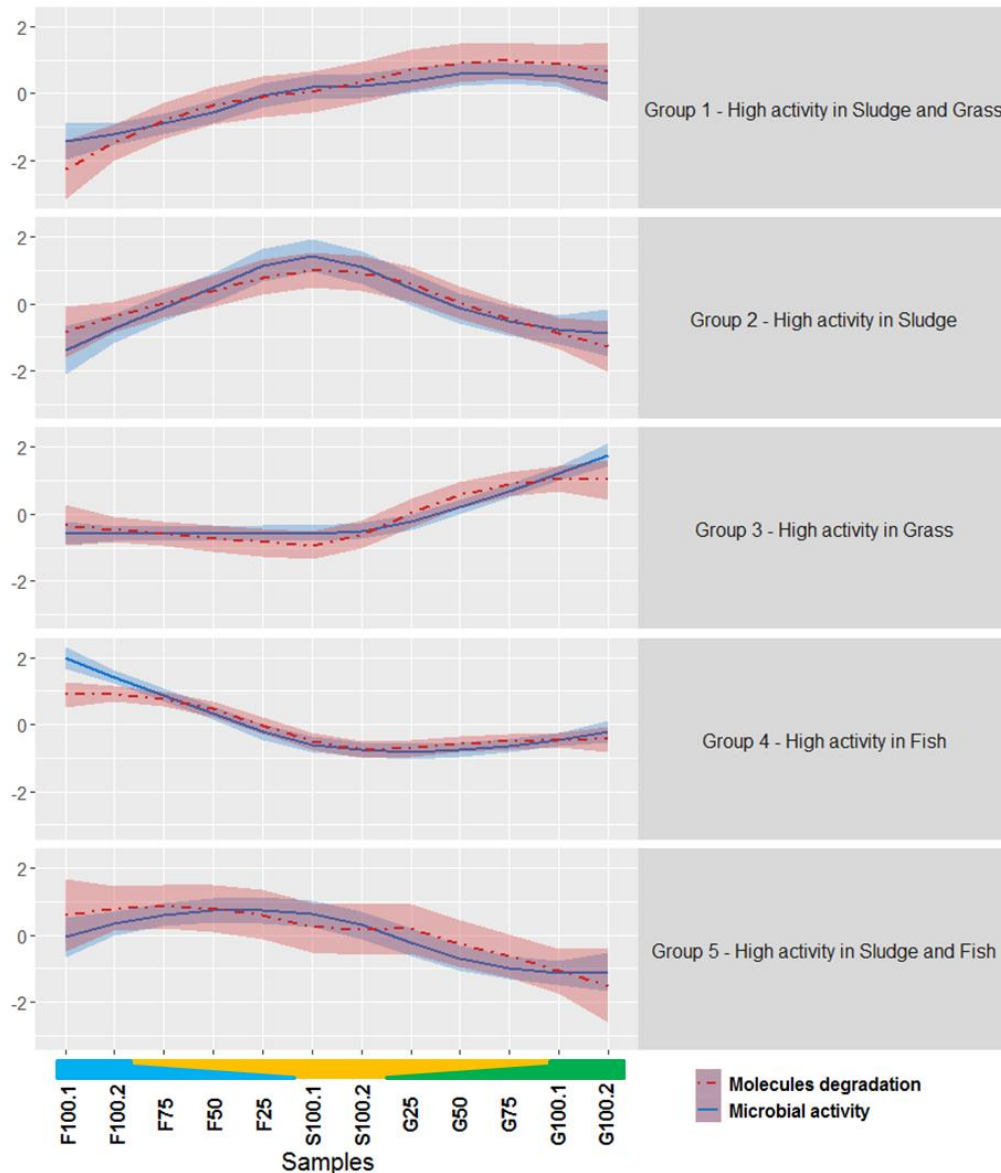 2
0
-2
Group 1 - High activity in Sludge and Grass
2
0
-2
Group 2 - High activity in Sludge
2
0
-2
Group 3 - High activity in Grass
2
0
-2
Group 4 - High activity in Fish
2
0
-2
Group 5 - High activity in Sludge and Fish
F100.1
F100.2
F75
F50
F25
S100.1
S100.2
G25
G50
G75
G100.1
G100.2
Samples
Molecules degradation
Microbial activity